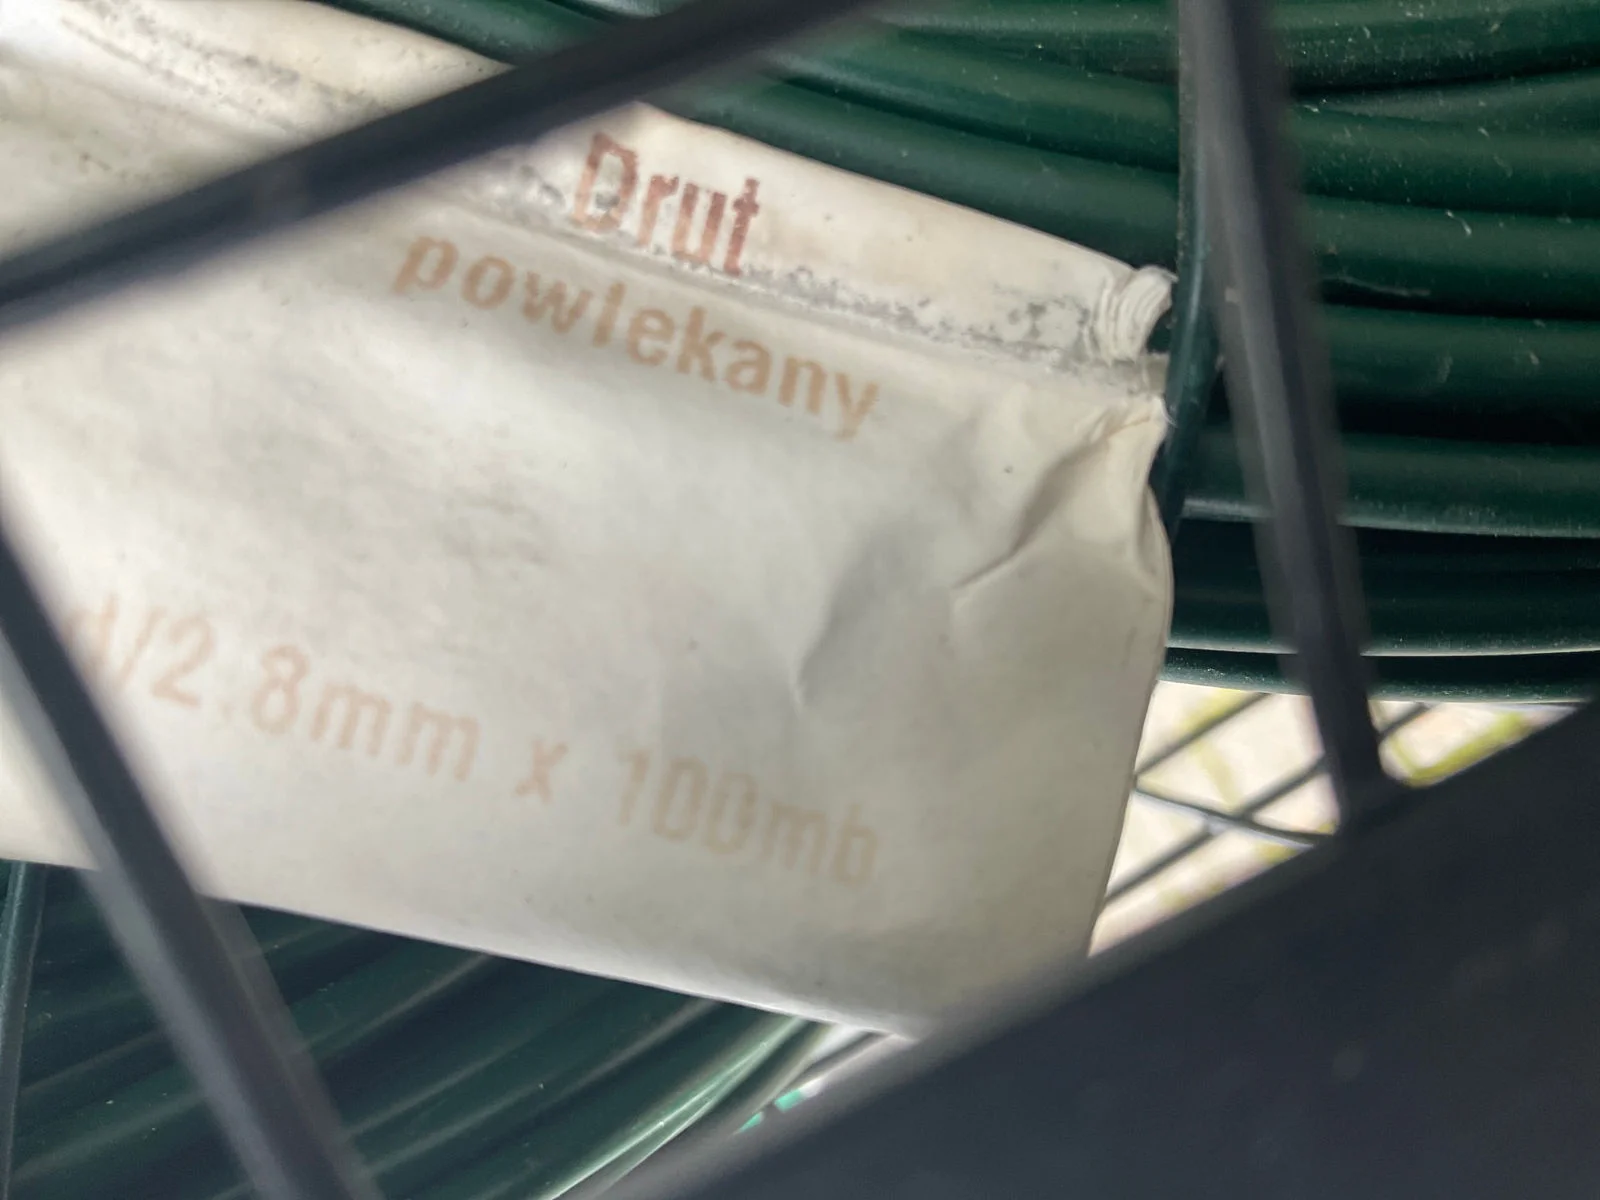 Drut
powlekany
d/2.8mm x 100mb